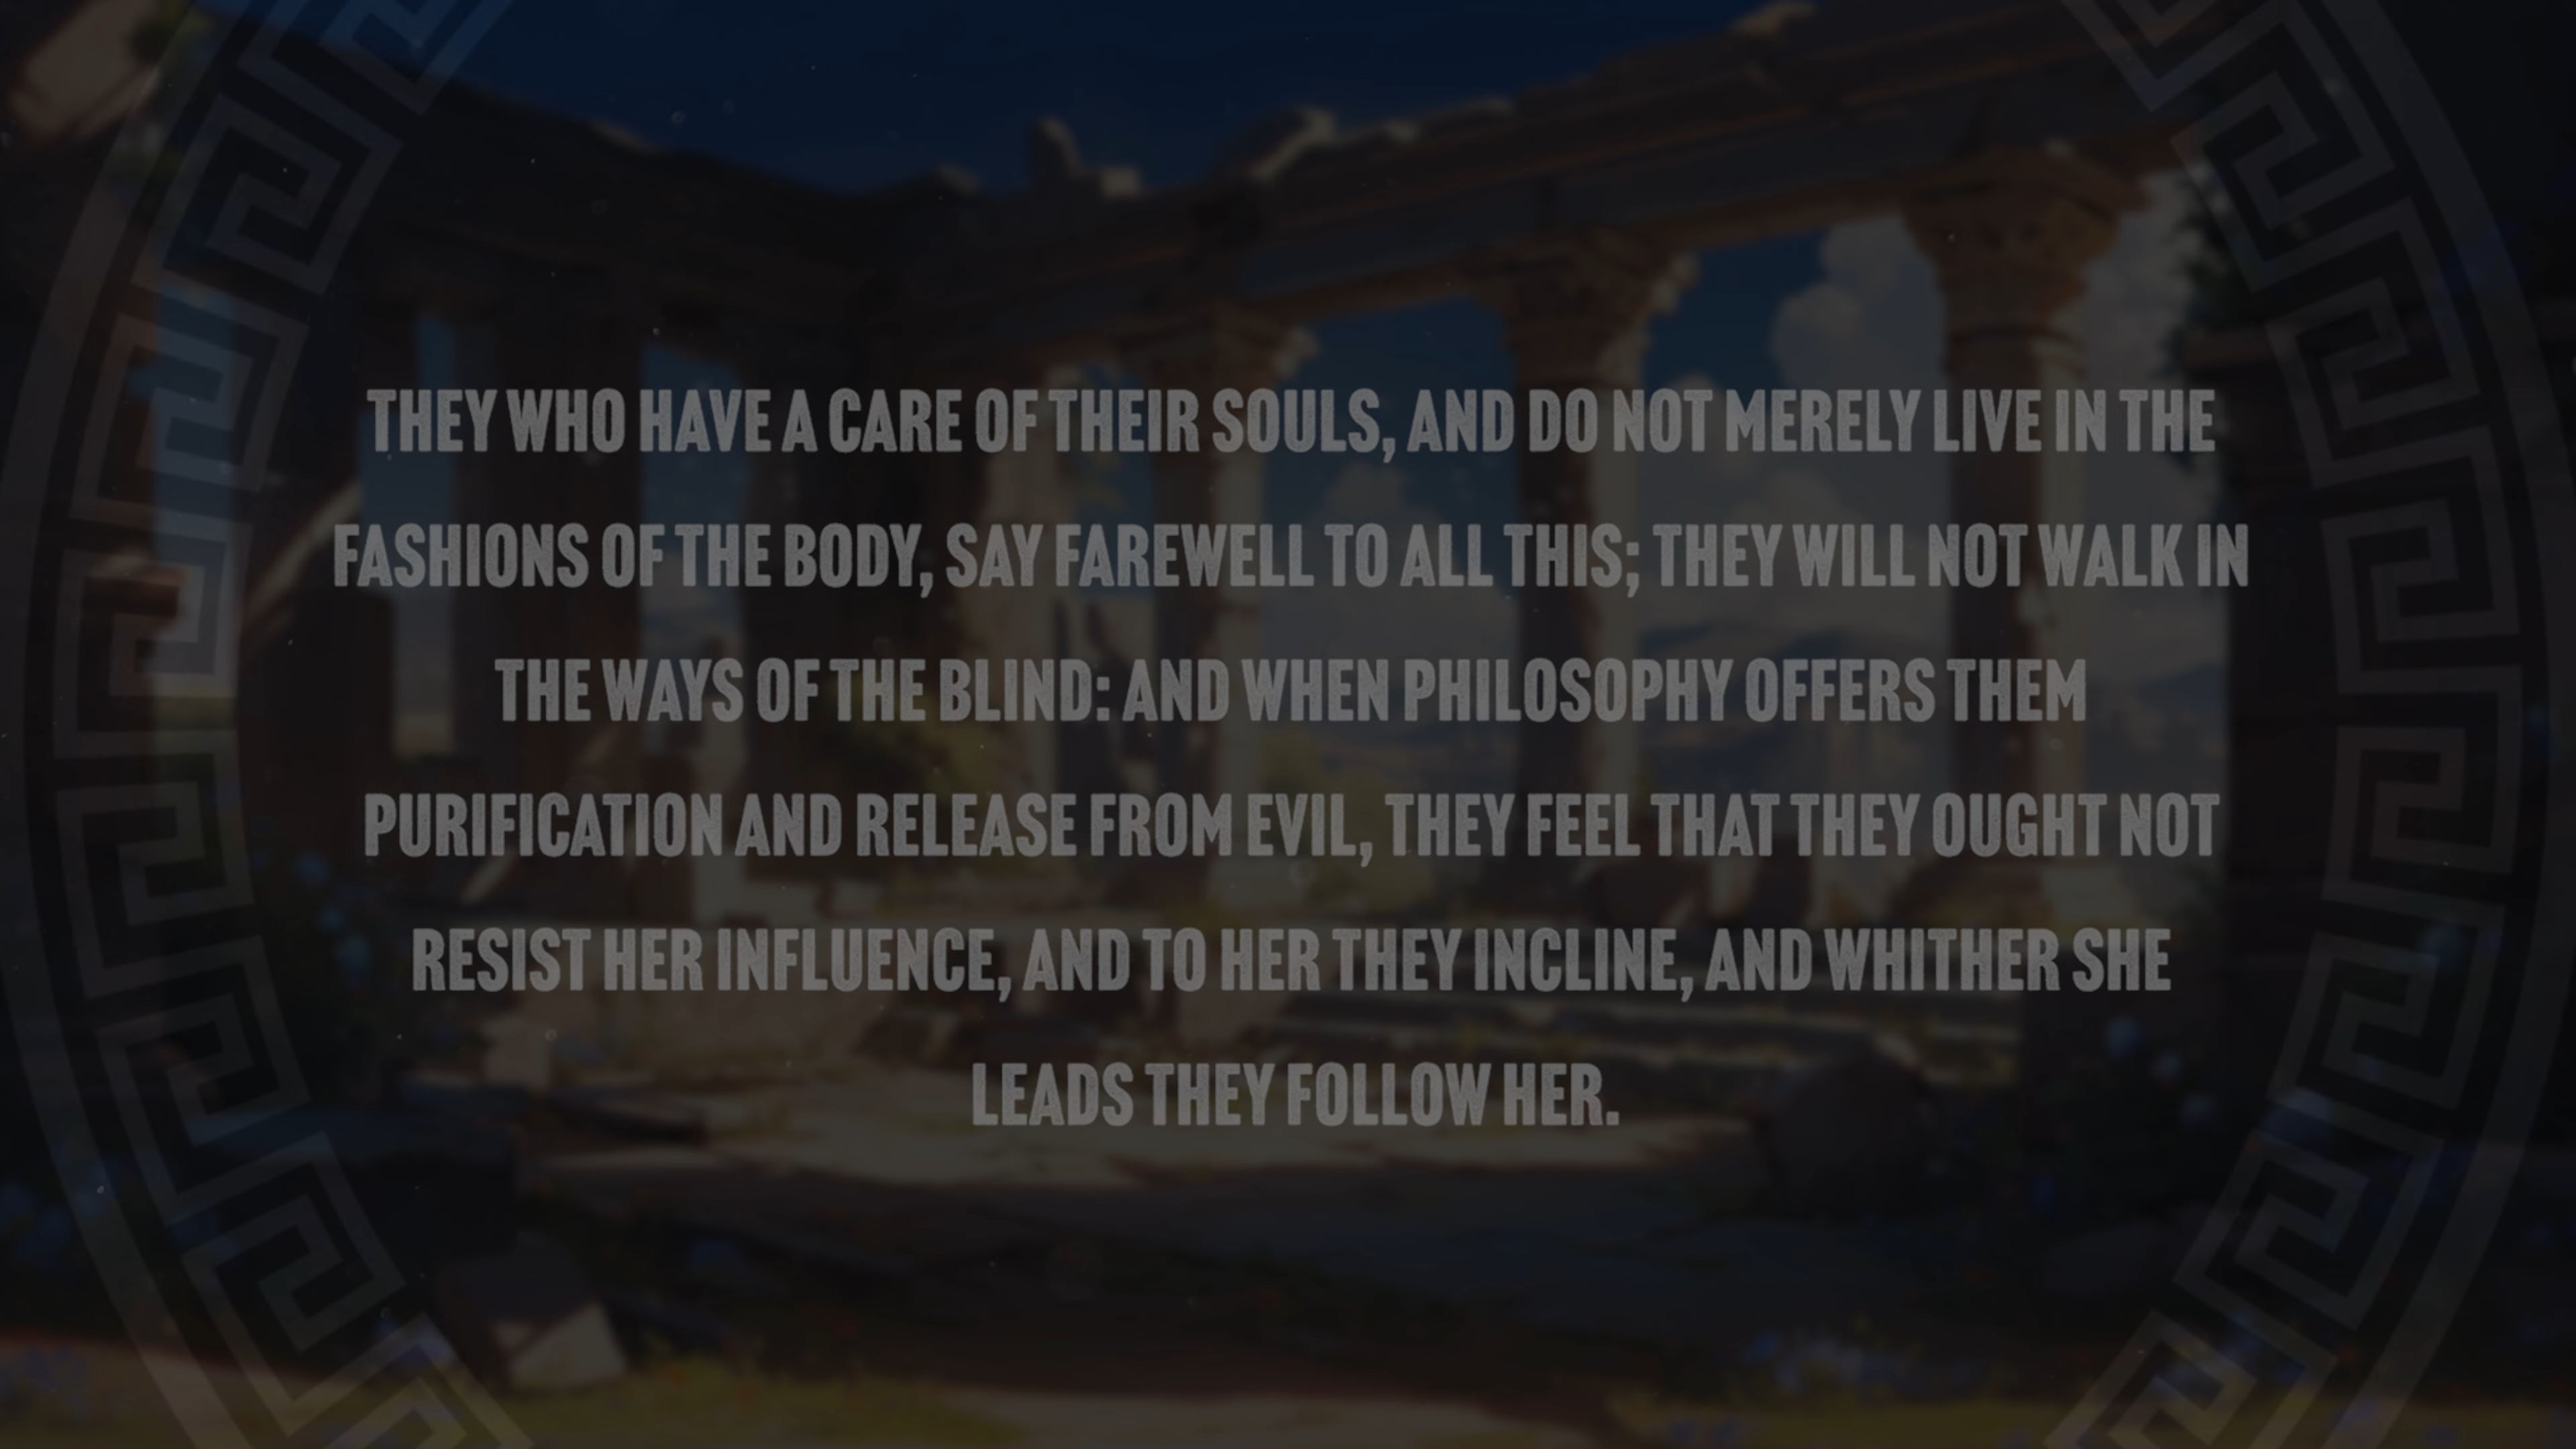 THEY WHO HAVE A CARE OF THEIR SOULS, AND DO NOT MERELY LIVE IN THE
FASHIONS OF THE BODY, SAY FAREWELL TO ALL THIS; THEY WILL NOT WALK IN
THE WAYS OF THE BLIND: AND WHEN PHILOSOPHY OFFERS THEM
PURIFICATION AND RELEASE FROM EVIL, THEY FEEL THAT THEY OUGHT NOT
RESIST HER INFLUENCE, AND TO HER THEY INCLINE, AND WHITHER SHE
LEADS THEY FOLLOW HER.